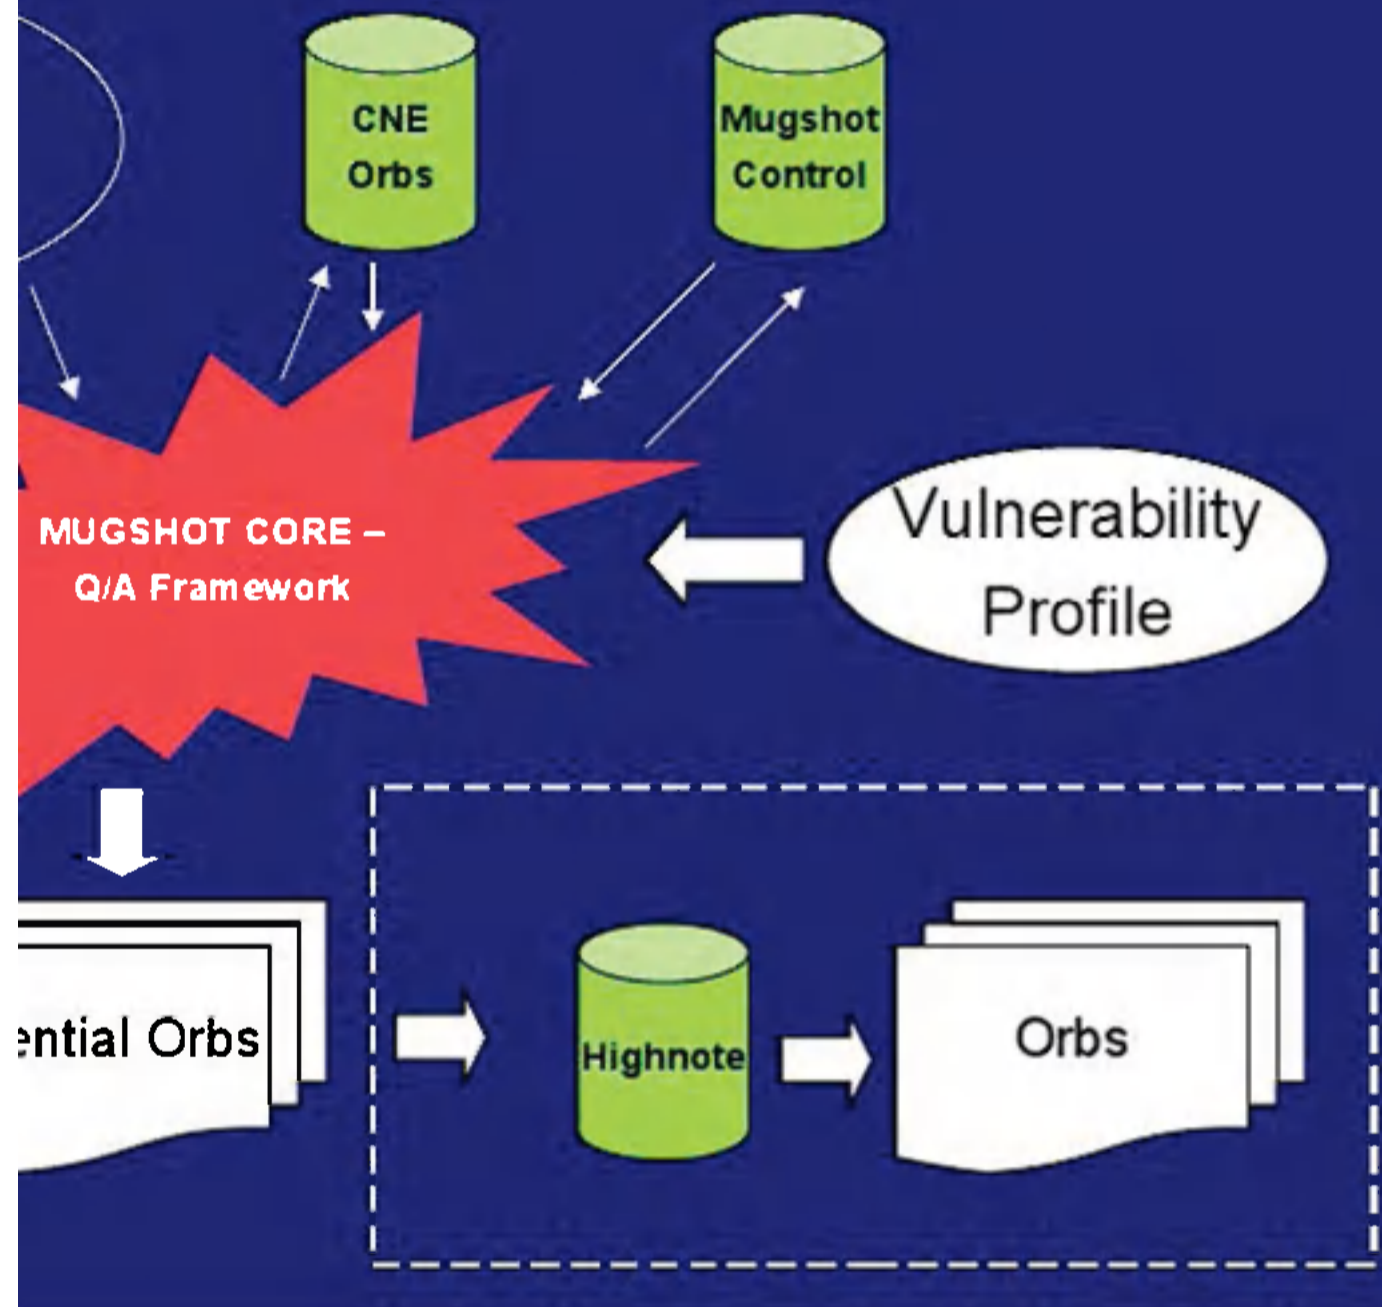 CNE
Orbs
Mugshot
Control
MUGSHOT CORE –
Q/A Framework
Vulnerability
Profile
ential Orbs
Highnote
Orbs